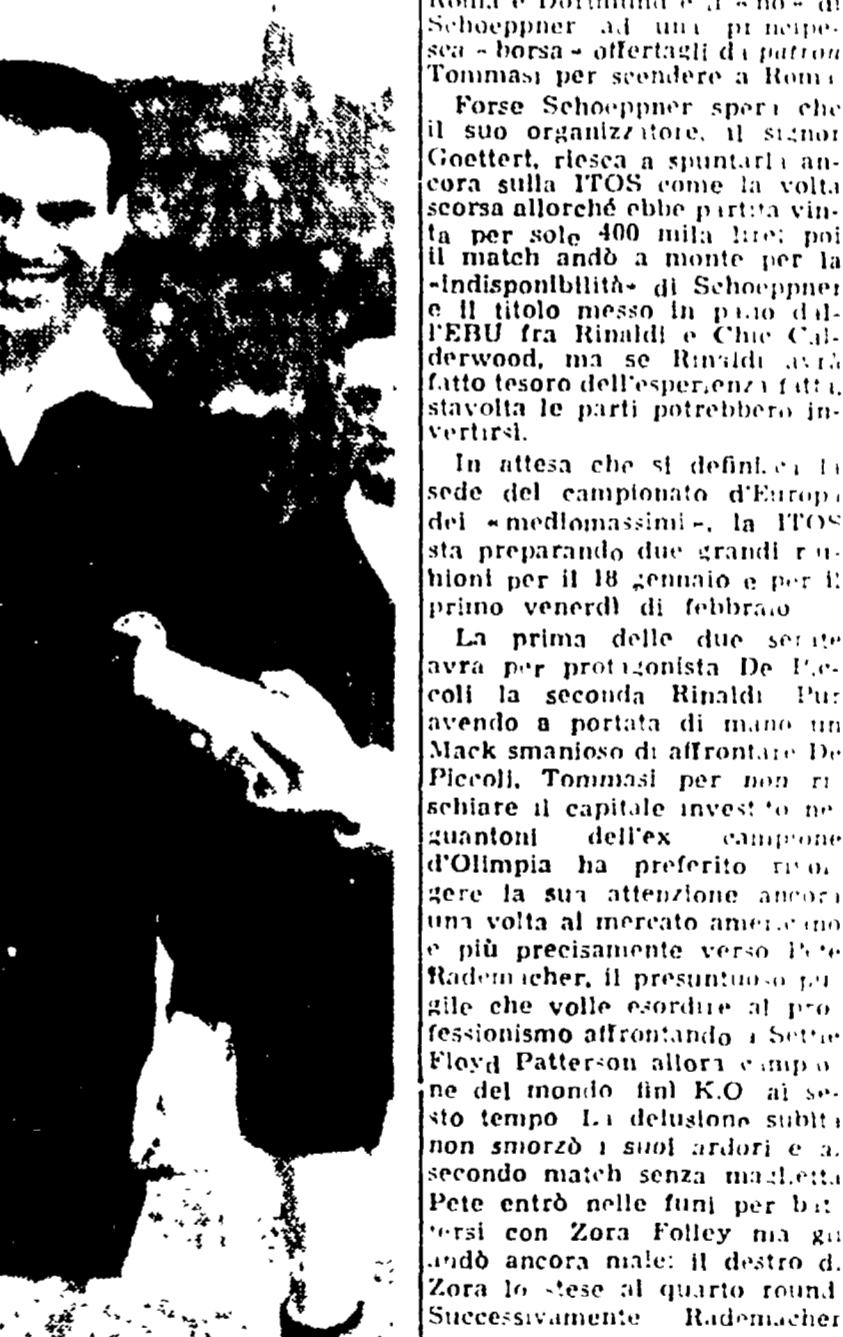 Roma e Dortmund e il «no» di
Schoeppner ad una principe-
sca «borsa» offertagli da patron
Tommasi per scendere a Roma
Forse Schoeppner spera che
il suo organizzatore, il signor
Goettert, riesca a spuntarla an-
cora sulla ITOS come la volta
scorsa allorché ebbe partita vin-
ta per sole 400 mila lire; poi
il match andò a monte per la
«indisponibilità» di Schoeppner
e il titolo messo in palio dal-
l'EBU fra Rinaldi e Chic Cal-
derwood, ma se Rinaldi avrà
fatto tesoro dell'esperienza fatta,
stavolta le parti potrebbero in-
vertirsi.
In attesa che si definisca la
sede del campionato d'Europa
dei «mediomassimi», la ITOS
sta preparando due grandi riu-
nioni per il 18 gennaio e per il
primo venerdì di febbraio
La prima delle due serate
avra per protagonista De Pic-
coli la seconda Rinaldi Pur
avendo a portata di mano un
Mack smanioso di affrontare De
Piccoli, Tommasi per non ri
schiare il capitale investito nei
guantoni dell'ex campione
d'Olimpia ha preferito rivol
gere la sua attenzione ancora
una volta al mercato americano
e più precisamente verso Pete
Rademacher, il presuntuoso pu
gile che volle esordire al pro
fessionismo affrontando a Settle
Floyd Patterson allora campio
ne del mondo finì K.O al se-
sto tempo La delusione subita
non smorzò i suoi ardori e al
secondo match senza maglietta
Pete entrò nelle funi per bat
tersi con Zora Folley ma gli
andò ancora male: il destro di
Zora lo stese al quarto round
Successivamente Rademacher